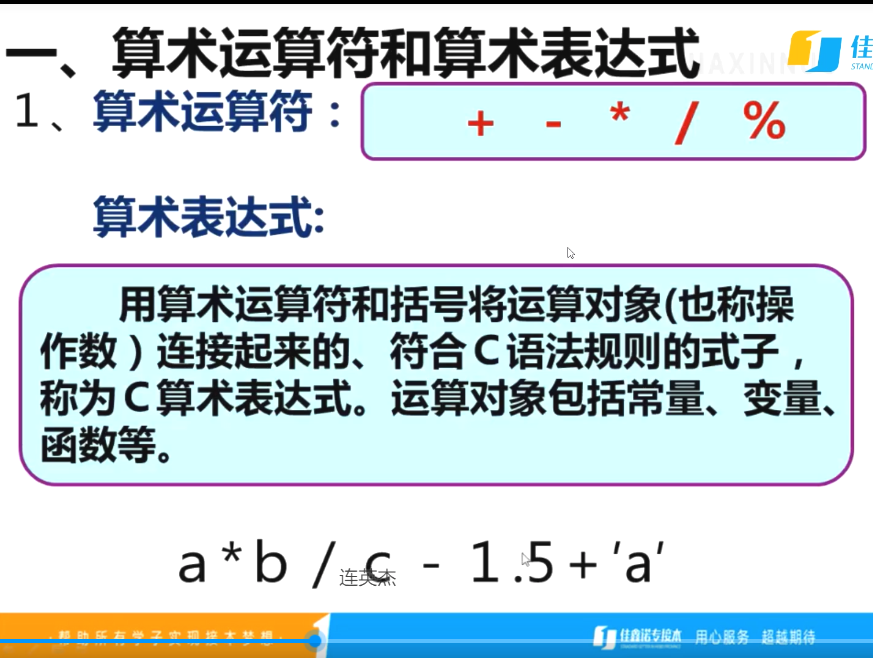 一、算术运算符和算术表达式
佳
STAND
1、算术运算符：
+ - * / %
算术表达式:
用算术运算符和括号将运算对象(也称操
作数）连接起来的、符合C语法规则的式子，
称为C算术表达式。运算对象包括常量、变量、
函数等。
a*b / c - 1.5+'a'
连英杰
·帮助所有学子实现接本梦想·
佳鑫诺专接本 用心服务 超越期待